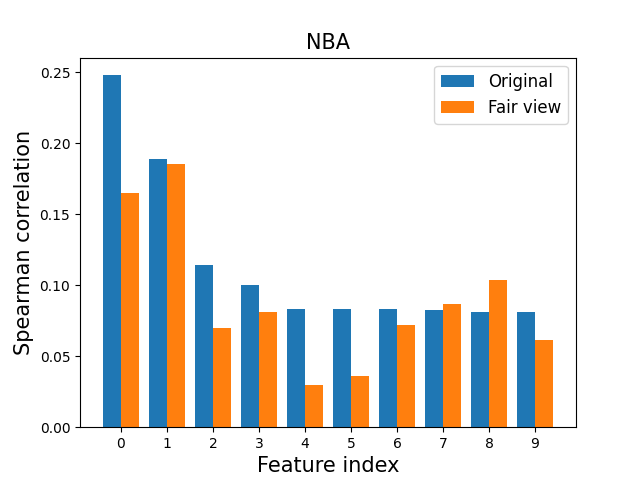 NBA
Original
Fair view
Spearman correlation
0.25
0.20
0.15
0.10
0.05
0.00
0 1 2 3 4 5 6 7 8 9
Feature index